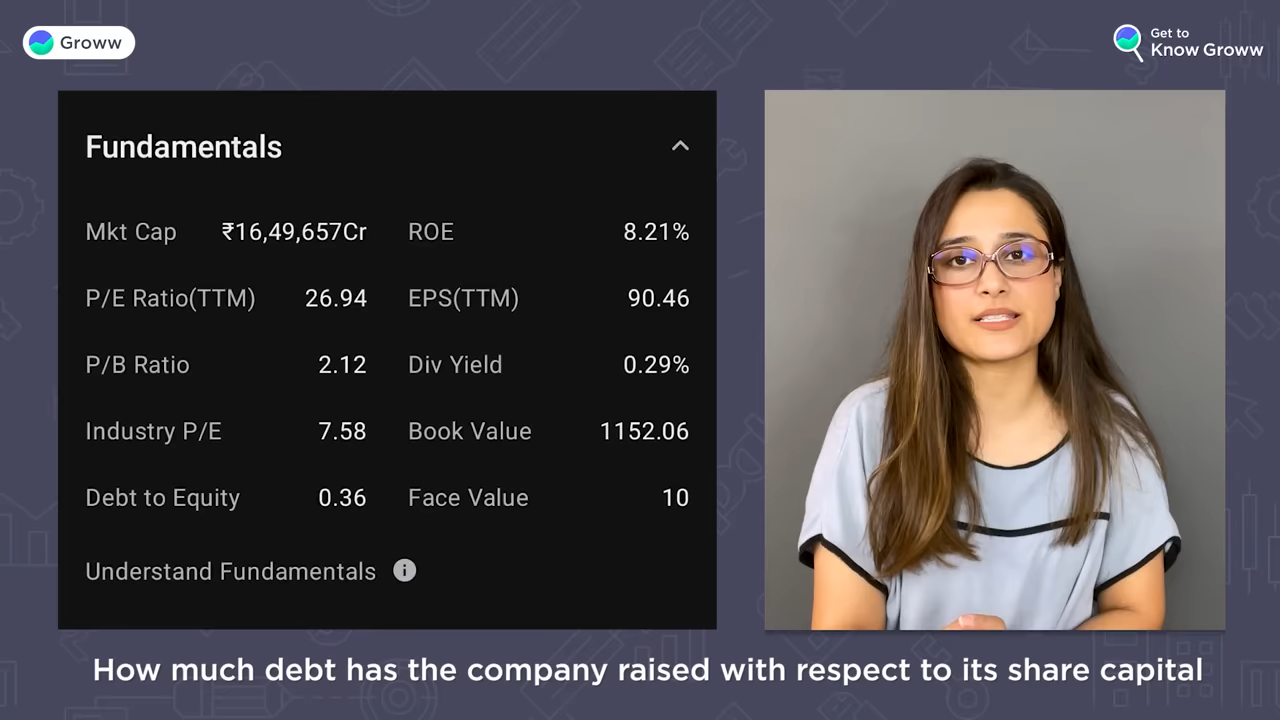 Groww
Get to
Know Groww
Fundamentals
Mkt Cap ₹16,49,657Cr ROE 8.21%
P/E Ratio(TTM) 26.94 EPS(TTM) 90.46
P/B Ratio 2.12 Div Yield 0.29%
Industry P/E 7.58 Book Value 1152.06
Debt to Equity 0.36 Face Value 10
Understand Fundamentals
How much debt has the company raised with respect to its share capital